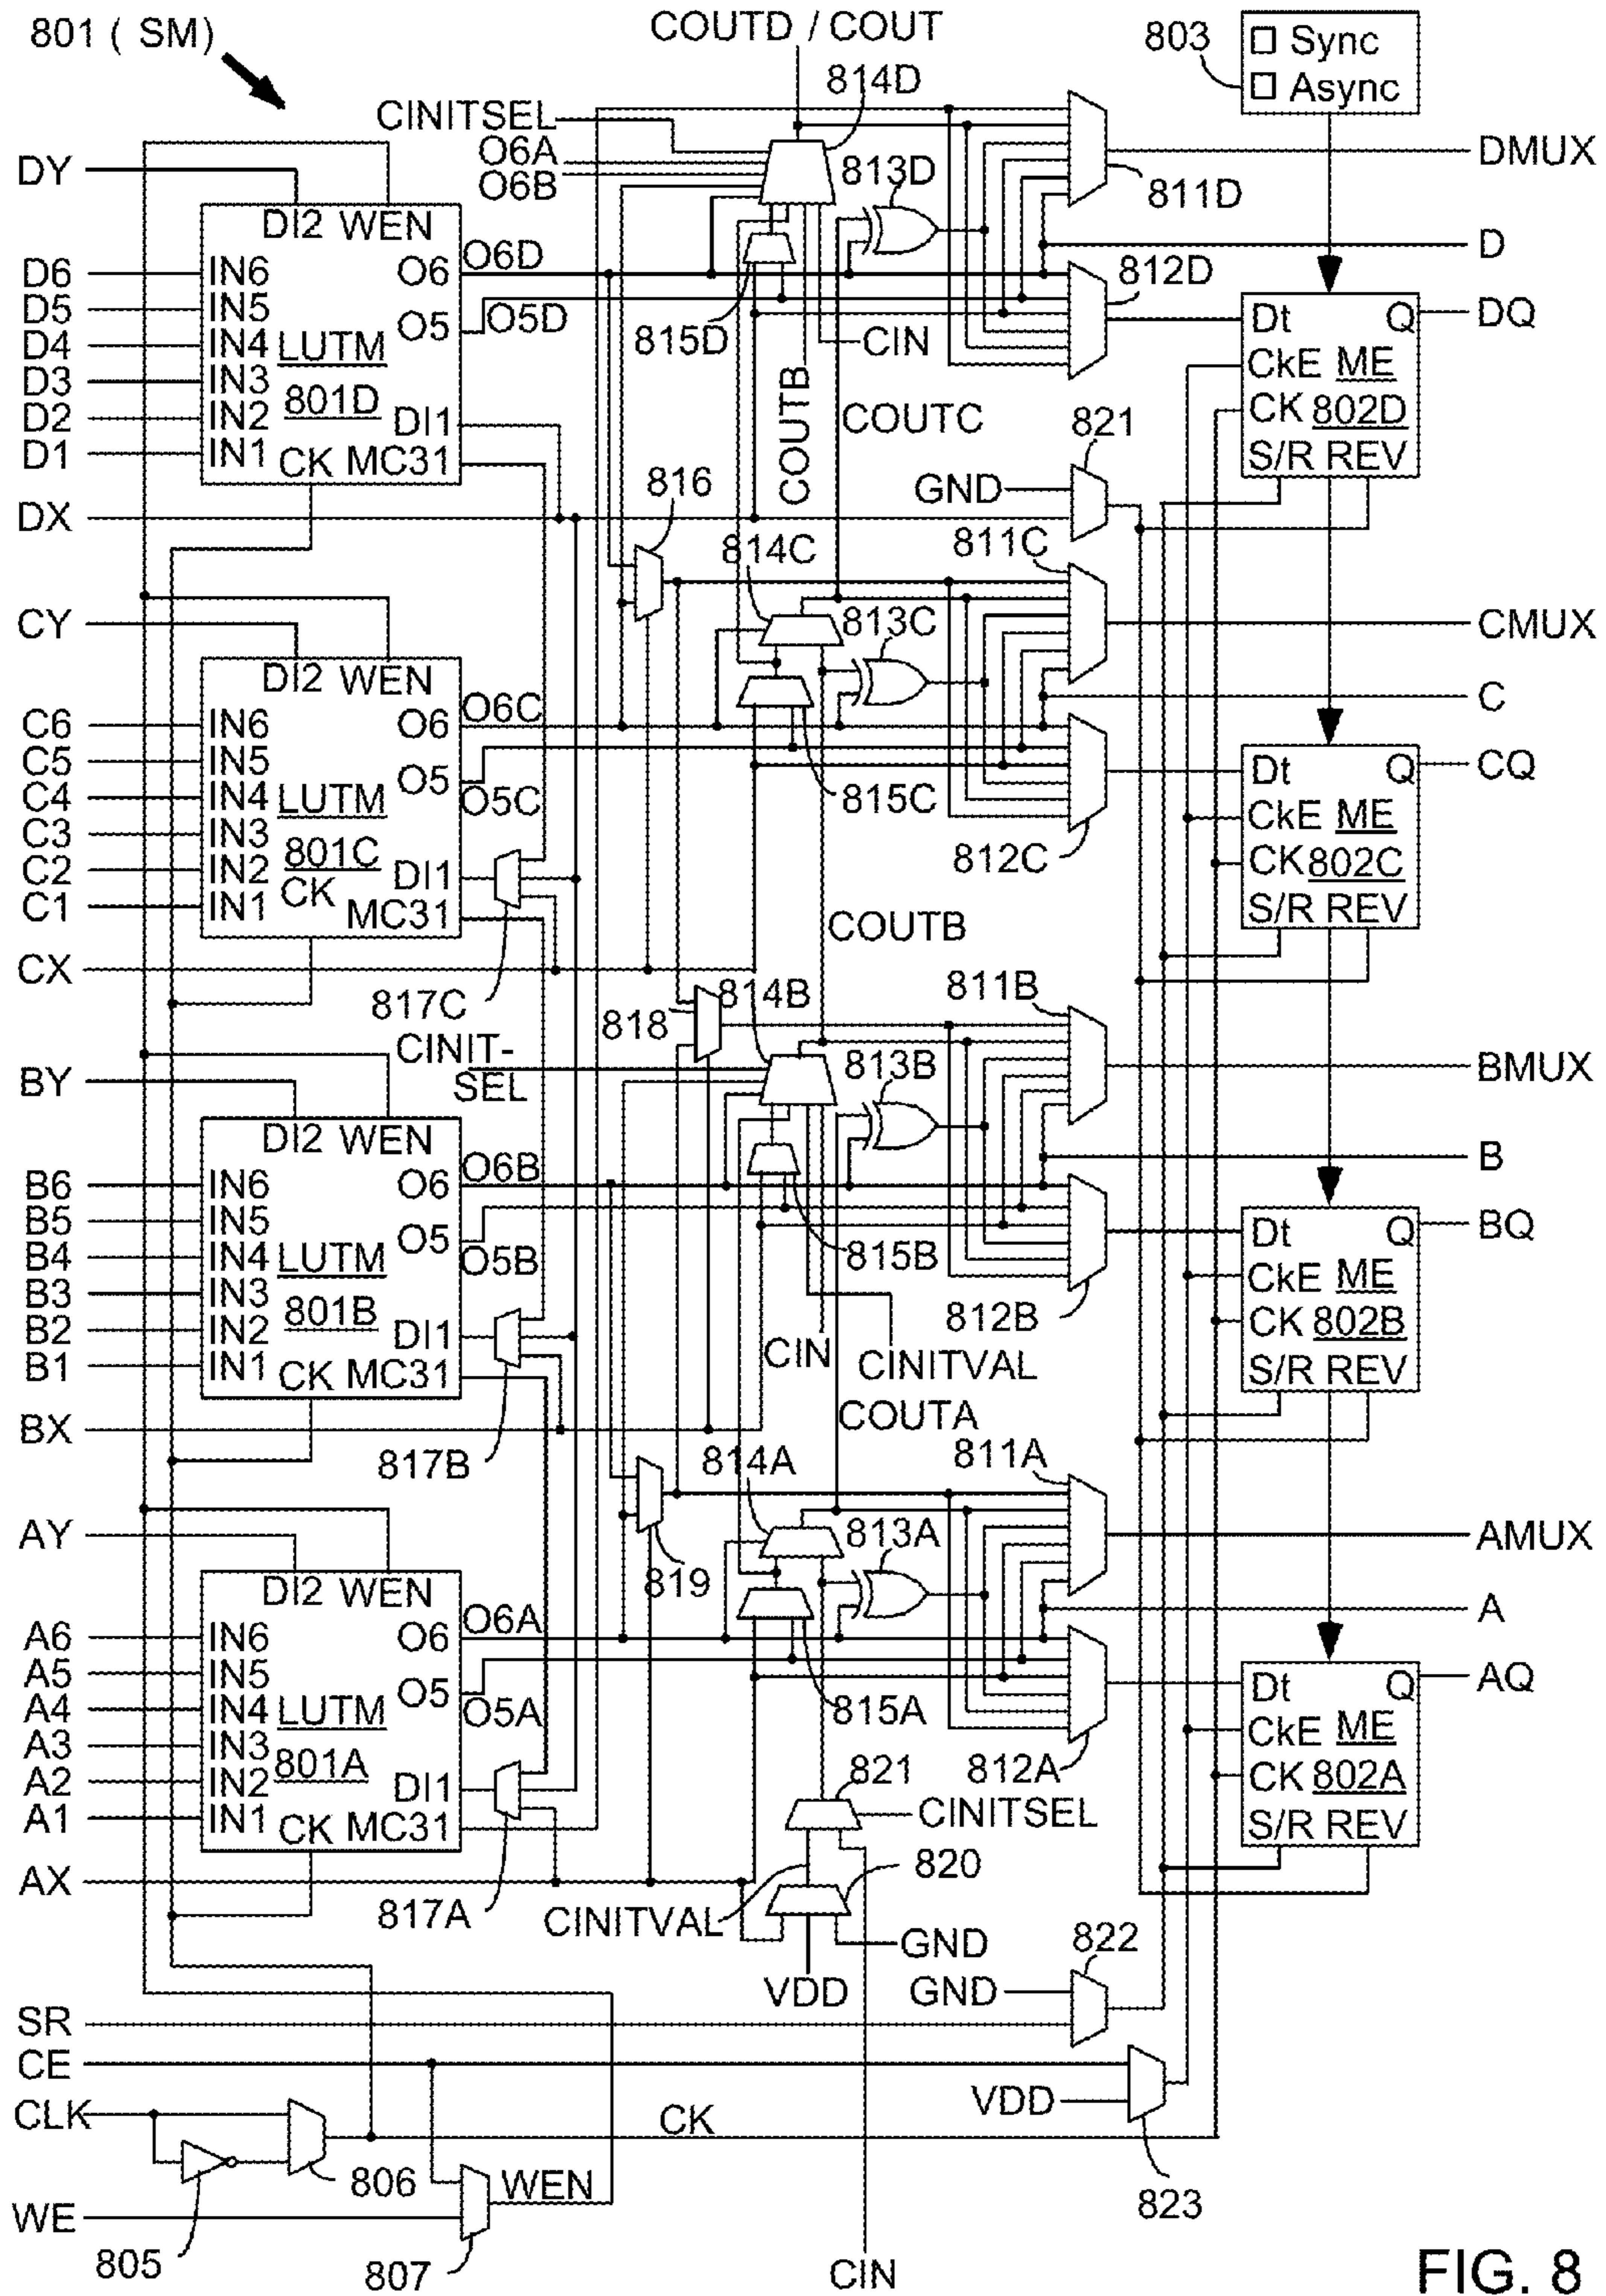 801 ( SM)
COUTD / COUT
803
Sync
Async
814D
CINITSEL
O6A
O6B
813D
DMUX
811D
DY
DI2 WEN
D
D6 IN6 O6 O6D
812D
D5 IN5
D4 IN4 O5 O5D
815D
CIN
Dt Q DQ
D3 IN3 LUTM
CkE ME
D2 IN2 801D DI1
COUTB
COUTC
821
CK 802D
D1 IN1 CK MC31
S/R REV
GND
DX
816
814C
811C
CY
813C
CMUX
DI2 WEN
C
C6 IN6 O6 O6C
C5 IN5
Dt Q CQ
C4 IN4 LUTM O5 O5C
815C
CkE ME
C3 IN3
812C
CK 802C
C2 IN2 801C DI1
C1 IN1 CK MC31
S/R REV
COUTB
CX
817C
818
814B
811B
CINIT-
SEL
BY
813B
BMUX
DI2 WEN
B
B6 IN6 O6 O6B
B5 IN5
Dt Q BQ
B4 IN4 LUTM O5 O5B
815B
CkE ME
B3 IN3
812B
B2 IN2 801B DI1
CIN
CINITVAL
CK 802B
B1 IN1 CK MC31
S/R REV
COUTA
BX
817B
814A
811A
AY
813A
AMUX
819
DI2 WEN
A
A6 IN6 O6 O6A
A5 IN5
Dt Q AQ
A4 IN4 LUTM O5 O5A
815A
CkE ME
A3 IN3
812A
A2 IN2 801A DI1
821
CK 802A
A1 IN1 CK MC31
CINITSEL
S/R REV
AX
820
817A
CINITVAL
GND
822
VDD
GND
SR
CE
VDD
CLK
CK
806
WEN
823
WE
805
807
CIN
FIG. 8